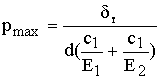 p_max = δ_r / d(c_1/E_1 + c_1/E_2)